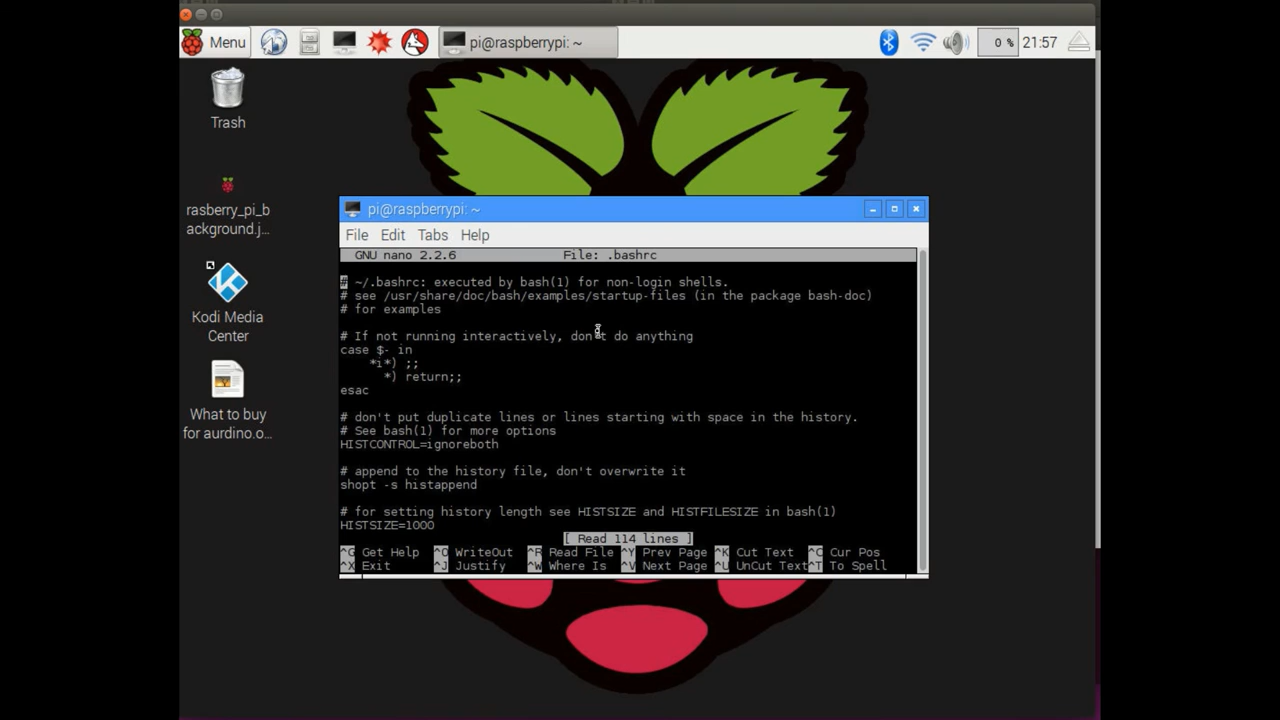 Menu
pi@raspberrypi: ~
0 %
21:57
Trash
rasberry_pi_b
ackground.j...
Kodi Media
Center
What to buy
for aurdino.o...
pi@raspberrypi: ~
File Edit Tabs Help
GNU nano 2.2.6 File: .bashrc
# ~/.bashrc: executed by bash(1) for non-login shells.
# see /usr/share/doc/bash/examples/startup-files (in the package bash-doc)
# for examples
# If not running interactively, don't do anything
case $- in
*i*) ;;
*) return;;
esac
# don't put duplicate lines or lines starting with space in the history.
# See bash(1) for more options
HISTCONTROL=ignoreboth
# append to the history file, don't overwrite it
shopt -s histappend
# for setting history length see HISTSIZE and HISTFILESIZE in bash(1)
HISTSIZE=1000
[ Read 114 lines ]
^G Get Help ^O WriteOut ^R Read File ^Y Prev Page ^K Cut Text ^C Cur Pos
^X Exit ^J Justify ^W Where Is ^V Next Page ^U UnCut Text ^T To Spell